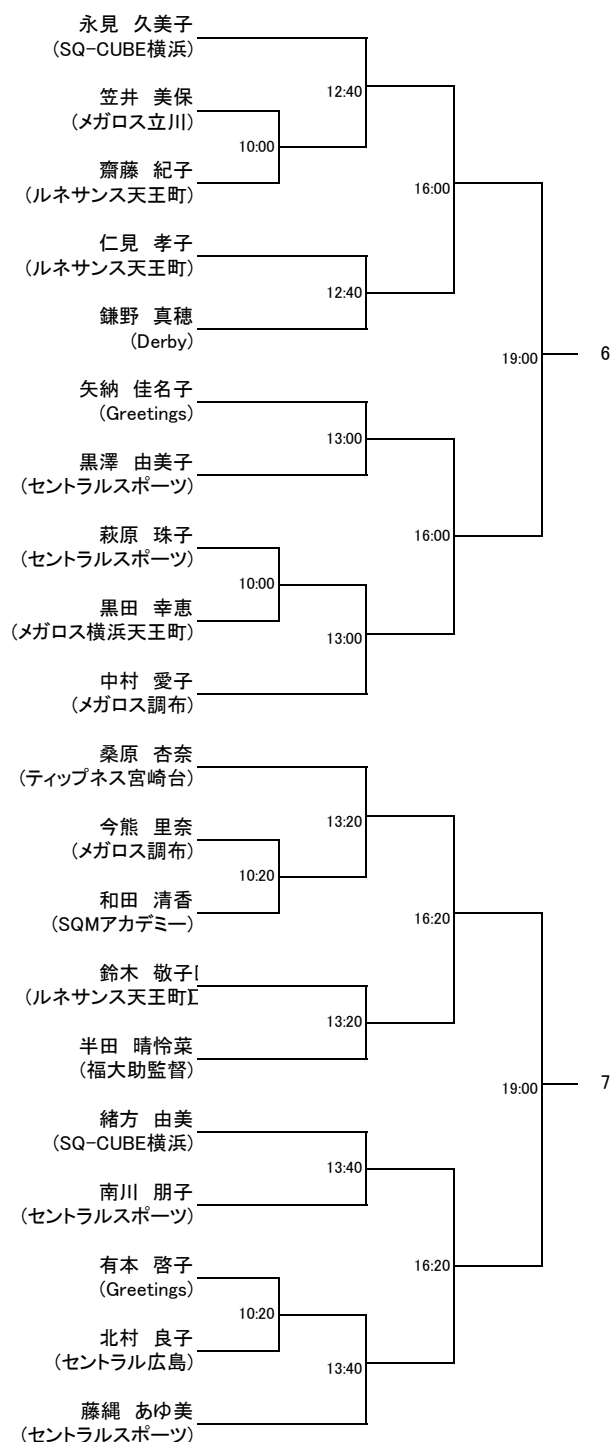 永見 久美子
(SQ-CUBE横浜)
12:40
笠井 美保
(メガロス立川)
10:00
齋藤 紀子
(ルネサンス天王町)
16:00
仁見 孝子
(ルネサンス天王町)
12:40
鎌野 真穂
(Derby)
19:00
6
矢納 佳名子
(Greetings)
13:00
黒澤 由美子
(セントラルスポーツ)
16:00
萩原 珠子
(セントラルスポーツ)
10:00
黒田 幸恵
(メガロス横浜天王町)
13:00
中村 愛子
(メガロス調布)
桑原 杏奈
(ティップネス宮崎台)
13:20
今熊 里奈
(メガロス調布)
10:20
和田 清香
(SQMアカデミー)
16:20
鈴木 敬子
(ルネサンス天王町)
13:20
半田 晴怜菜
(福大助監督)
19:00
7
緒方 由美
(SQ-CUBE横浜)
13:40
南川 朋子
(セントラルスポーツ)
16:20
有本 啓子
(Greetings)
10:20
北村 良子
(セントラル広島)
13:40
藤縄 あゆ美
(セントラルスポーツ)